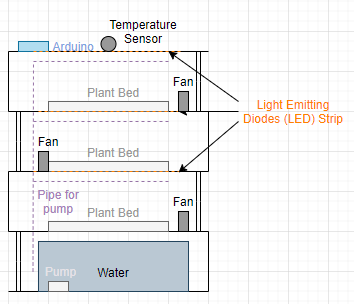 Temperature
Sensor
Arduino
Fan
Plant Bed
Light Emitting
Diodes (LED) Strip
Fan
Plant Bed
Pipe for
pump
Fan
Plant Bed
Pump
Water